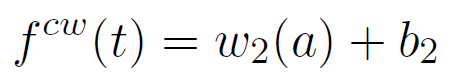 f^{cw}(t) = w_2(a) + b_2